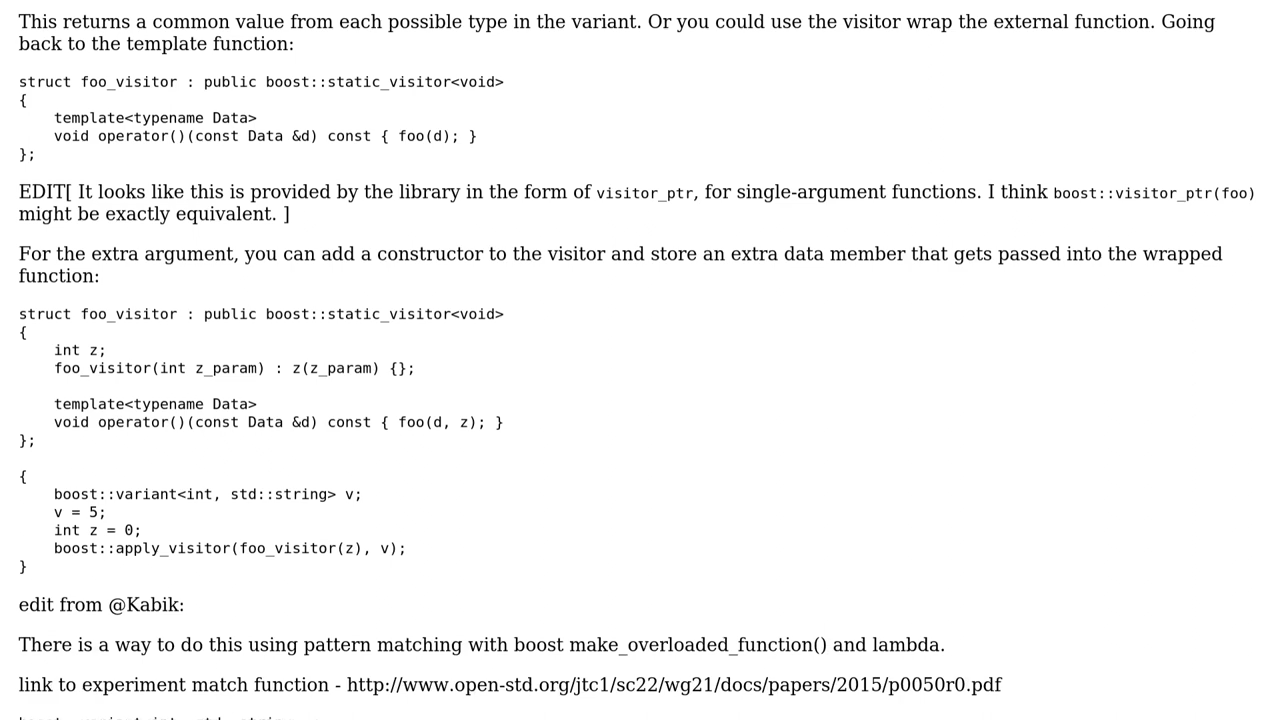 This returns a common value from each possible type in the variant. Or you could use the visitor wrap the external function. Going
back to the template function:
struct foo_visitor : public boost::static_visitor<void>
{
    template<typename Data>
    void operator()(const Data &d) const { foo(d); }
};
EDIT[ It looks like this is provided by the library in the form of visitor_ptr, for single-argument functions. I think boost::visitor_ptr(foo)
might be exactly equivalent. ]
For the extra argument, you can add a constructor to the visitor and store an extra data member that gets passed into the wrapped
function:
struct foo_visitor : public boost::static_visitor<void>
{
    int z;
    foo_visitor(int z_param) : z(z_param) {};
    template<typename Data>
    void operator()(const Data &d) const { foo(d, z); }
};
{
    boost::variant<int, std::string> v;
    v = 5;
    int z = 0;
    boost::apply_visitor(foo_visitor(z), v);
}
edit from @Kabik:
There is a way to do this using pattern matching with boost make_overloaded_function() and lambda.
link to experiment match function - http://www.open-std.org/jtc1/sc22/wg21/docs/papers/2015/p0050r0.pdf